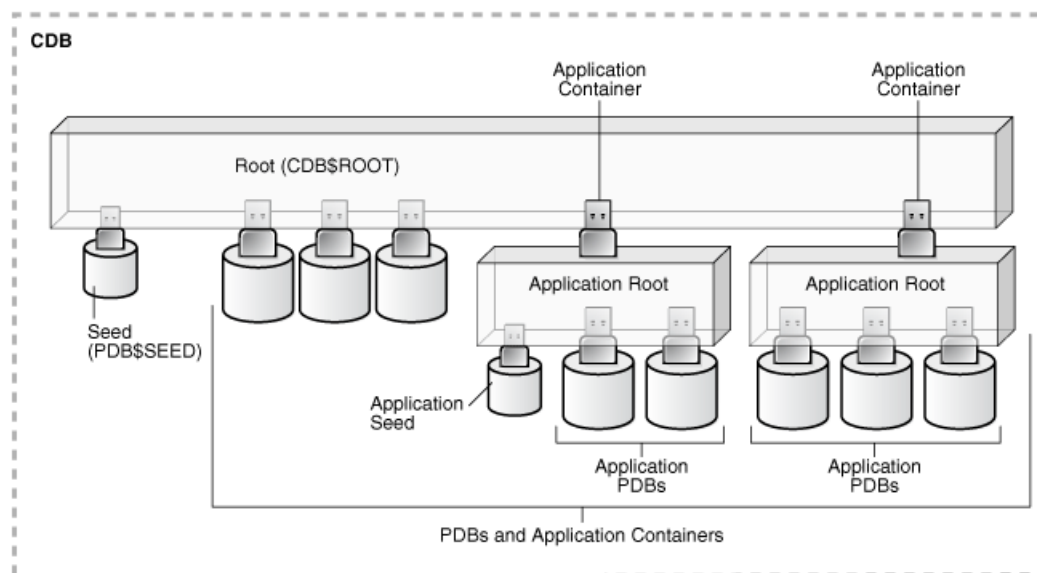 CDB
Application
Container
Application
Container
Root (CDB$ROOT)
Application Root
Application Root
Seed
(PDB$SEED)
Application
Seed
Application
PDBs
Application
PDBs
PDBs and Application Containers